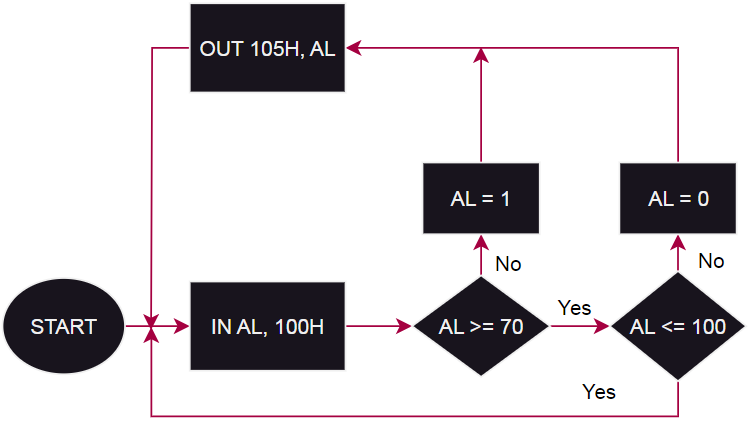 OUT 105H, AL
AL = 1
AL = 0
No
No
START
IN AL, 100H
AL >= 70
Yes
AL <= 100
Yes